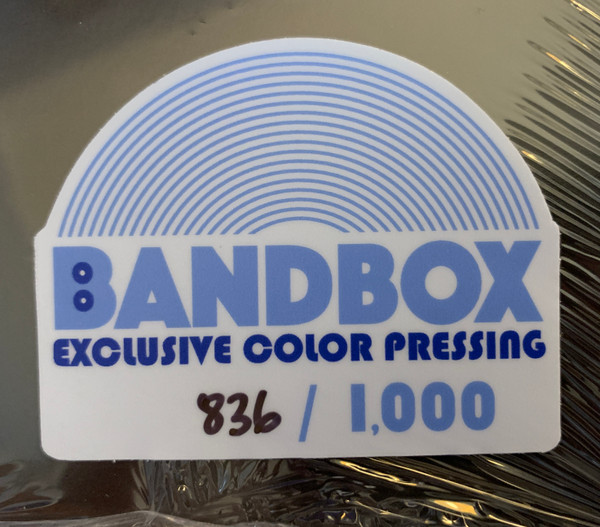 BANDBOX
EXCLUSIVE COLOR PRESSING
836 / 1,000